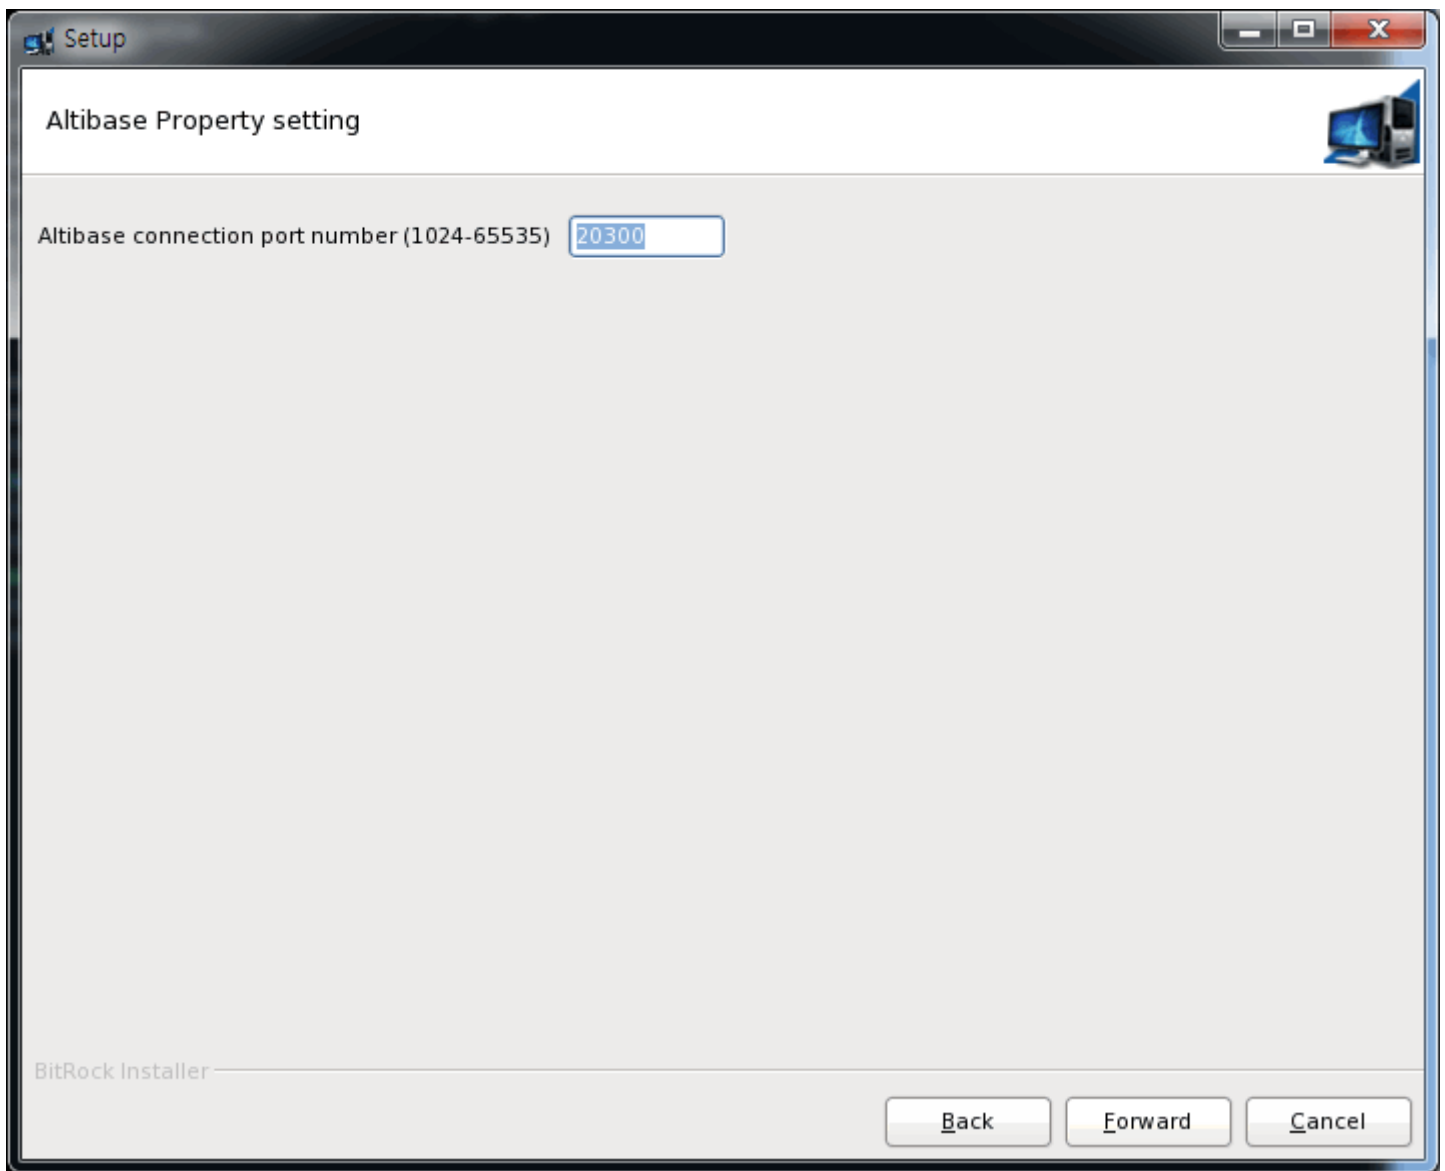 Setup
Altibase Property setting
Altibase connection port number (1024-65535) 20300
BitRock Installer
Back Forward Cancel